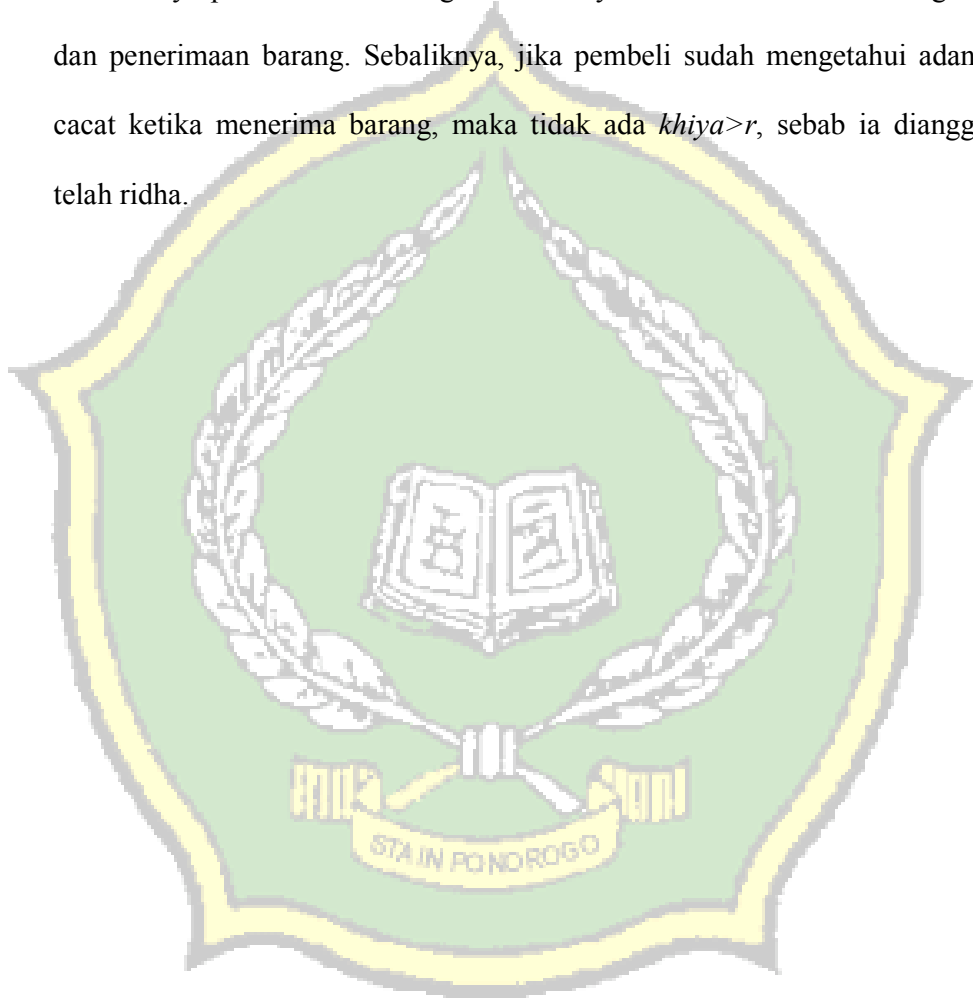 dan penerimaan barang. Sebaliknya, jika pembeli sudah mengetahui adan
cacat ketika menerima barang, maka tidak ada khiya>r, sebab ia diangg
telah ridha.
STAIN PONOROGO